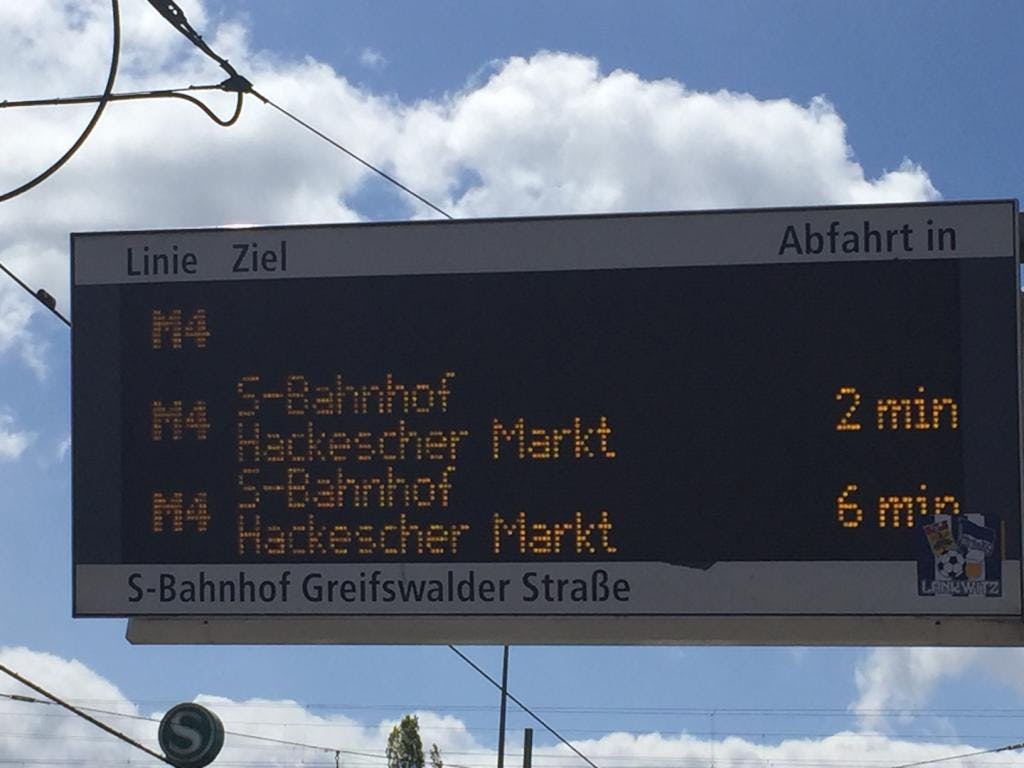 Linie Ziel Abfahrt in
M4
S-Bahnhof
M4 Hackescher Markt 2 min
S-Bahnhof
M4 Hackescher Markt 6 min
S-Bahnhof Greifswalder Straße
LANKWITZ
S